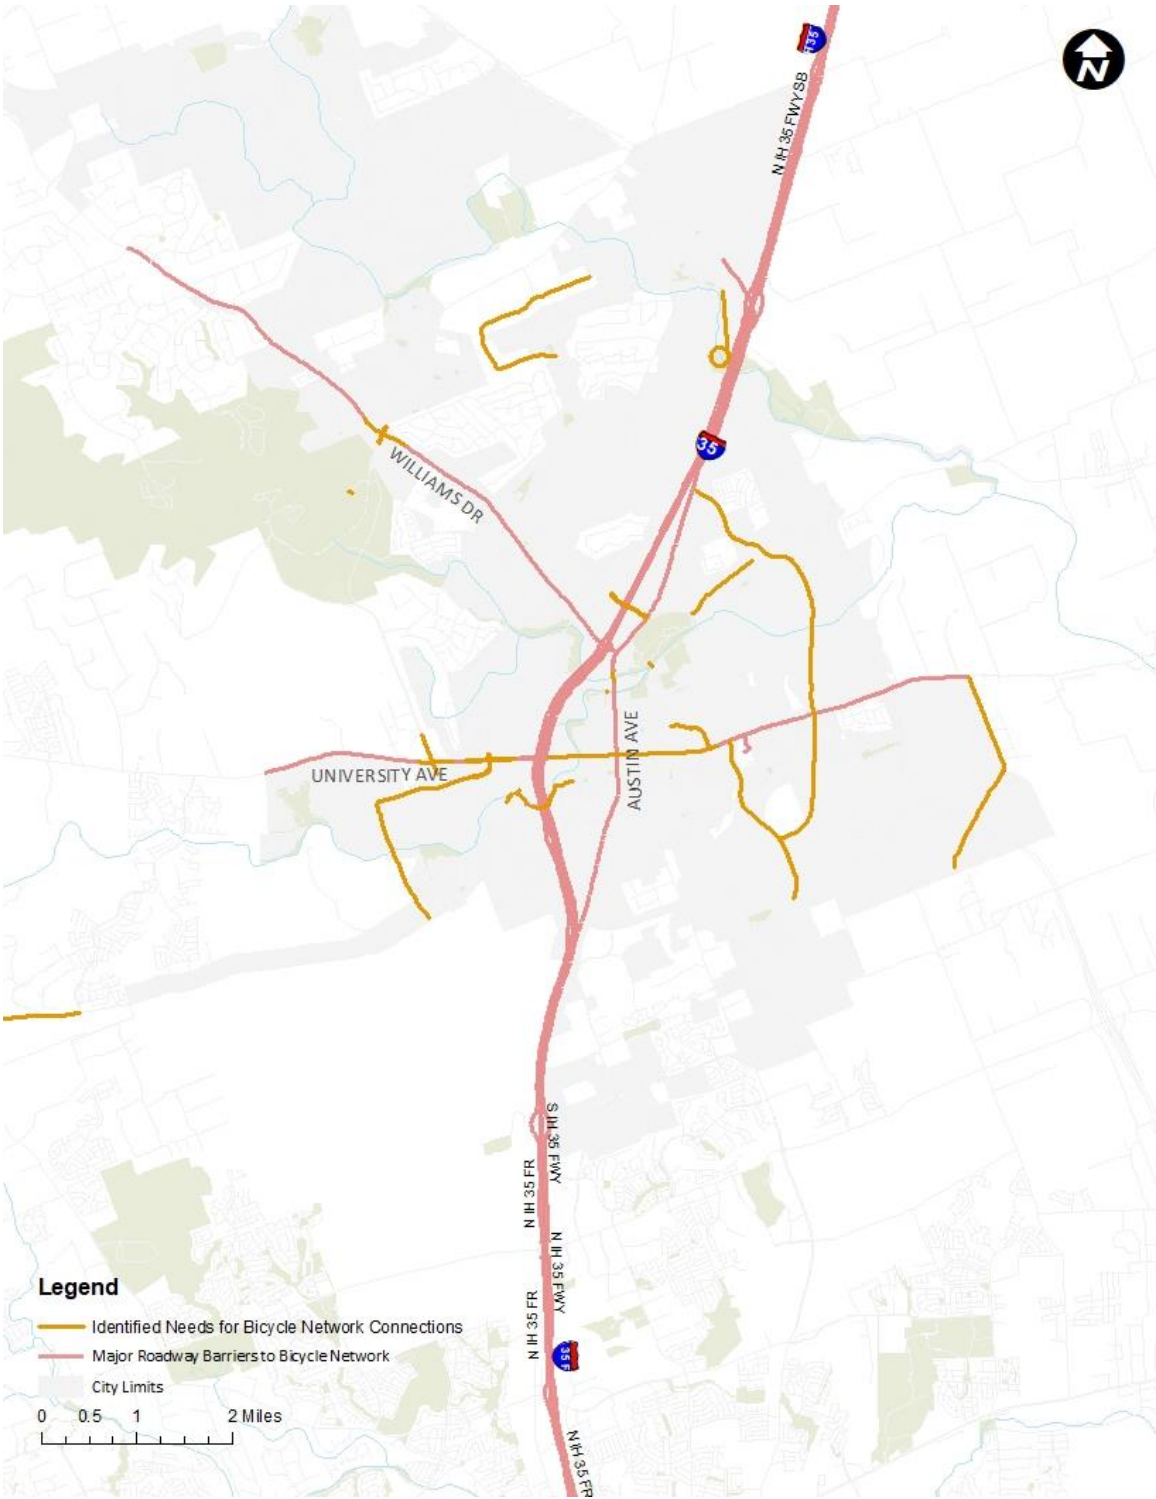 35
N
N IH 35 FWY SB
35
WILLIAMS DR
UNIVERSITY AVE
AUSTIN AVE
S IH 35 FWY
N IH 35 FR
N IH 35 FWY
N IH 35 FR
35
N IH 35 FR
Legend
Identified Needs for Bicycle Network Connections
Major Roadway Barriers to Bicycle Network
City Limits
0 0.5 1 2 Miles